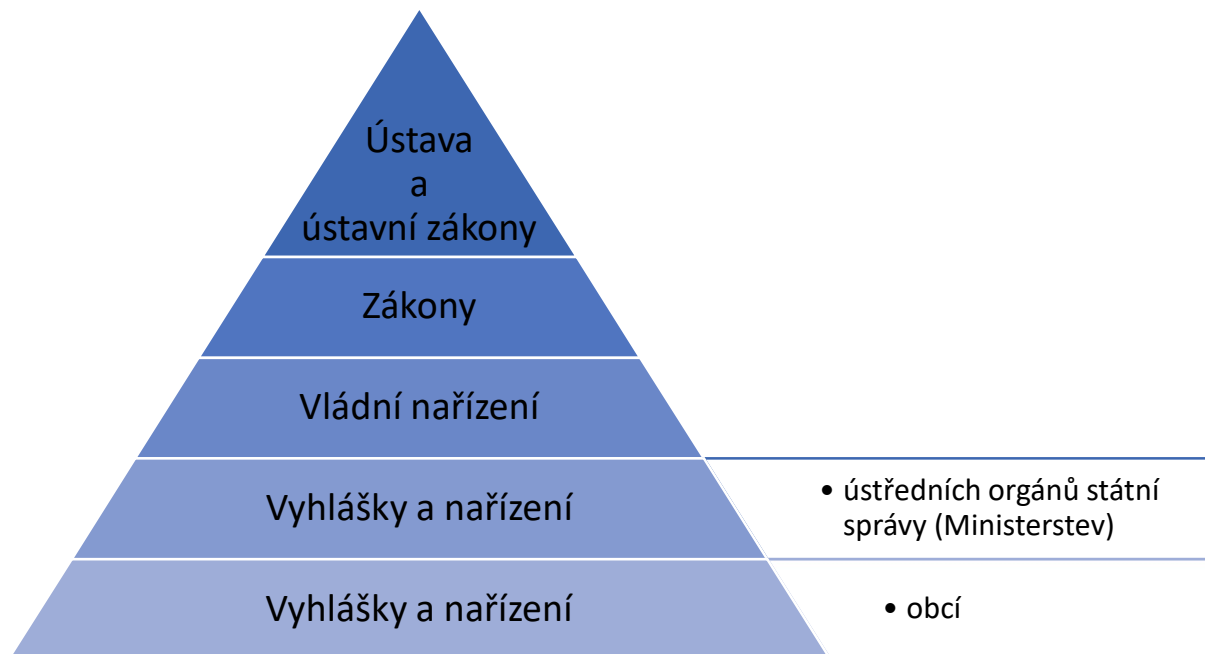 Ústava
a
ústavní zákony
Zákony
Vládní nařízení
Vyhlášky a nařízení
• ústředních orgánů státní
správy (Ministerstev)
Vyhlášky a nařízení
• obcí